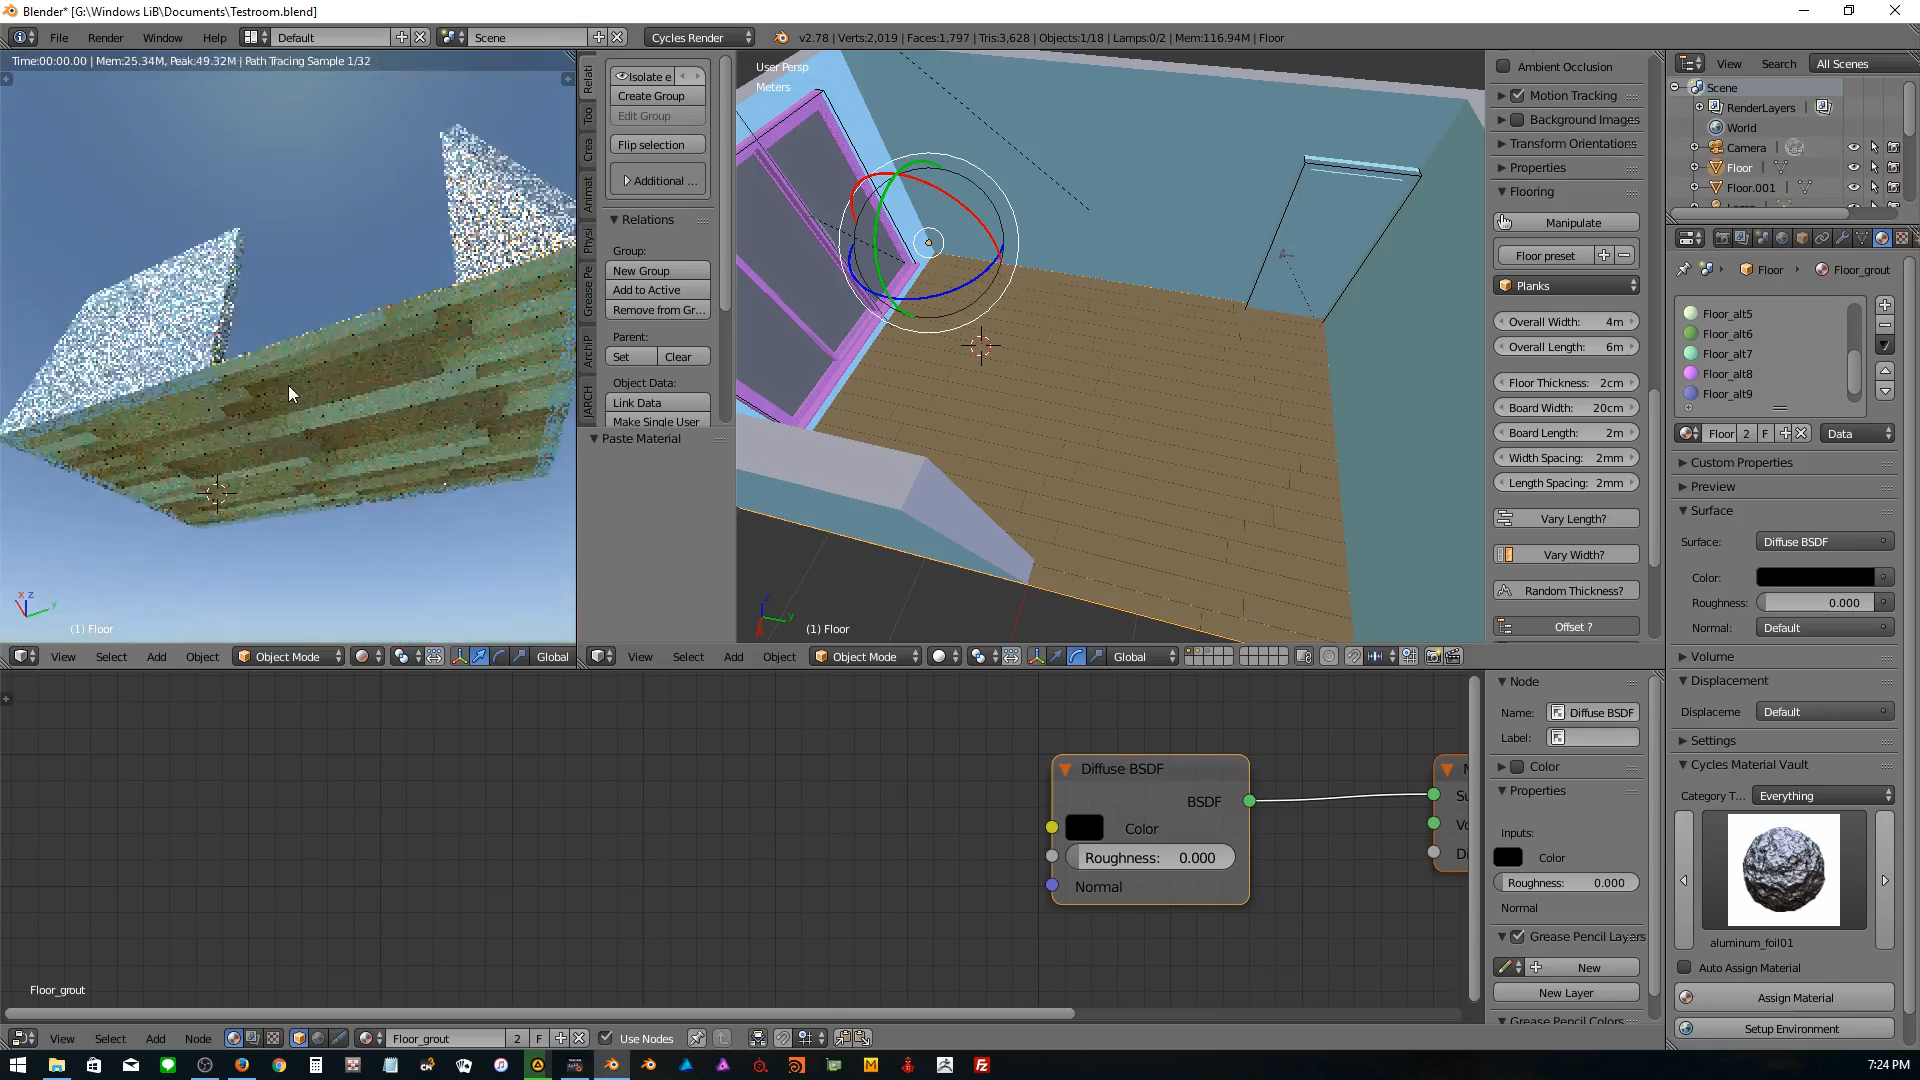 Blender* [G:\Windows LiB\Documents\Testroom.blend]
File Render Window Help Default Scene Cycles Render v2.78 | Verts:2,019 | Faces:1,797 | Tris:3,628 | Objects:1/18 | Lamps:0/2 | Mem:116.94M | Floor
Time:00:00.00 | Mem:25.34M, Peak:49.32M | Path Tracing Sample 1/32
(1) Floor
View Select Add Object Object Mode Global
Relati
Too
Crea
Animat
Physi
Grease Pe
ArchiP
JARCH
Isolate e
Create Group
Edit Group
Flip selection
Additional ...
Relations
Group:
New Group
Add to Active
Remove from Gr...
Parent:
Set Clear
Object Data:
Link Data
Make Single User
Paste Material
User Persp
Meters
(1) Floor
View Select Add Object Object Mode Global
Ambient Occlusion
Motion Tracking
Background Images
Transform Orientations
Properties
Flooring
Manipulate
Floor preset
Planks
Overall Width: 4m
Overall Length: 6m
Floor Thickness: 2cm
Board Width: 20cm
Board Length: 2m
Width Spacing: 2mm
Length Spacing: 2mm
Vary Length?
Vary Width?
Random Thickness?
Offset ?
View Search All Scenes
Scene
RenderLayers
World
Camera
Floor
Floor.001
Floor Floor_grout
Floor_alt5
Floor_alt6
Floor_alt7
Floor_alt8
Floor_alt9
Floor 2 F Data
Custom Properties
Preview
Surface
Surface: Diffuse BSDF
Color:
Roughness: 0.000
Normal: Default
Volume
Displacement
Displaceme Default
Settings
Cycles Material Vault
Category T... Everything
aluminum_foil01
Auto Assign Material
Assign Material
Setup Environment
Diffuse BSDF
BSDF
Color
Roughness: 0.000
Normal
Floor_grout
Node
Name: Diffuse BSDF
Label:
Color
Properties
Inputs:
Color
Roughness: 0.000
Normal
Grease Pencil Layers
New
New Layer
Grease Pencil Colors
View Select Add Node Floor_grout 2 F Use Nodes
7:24 PM